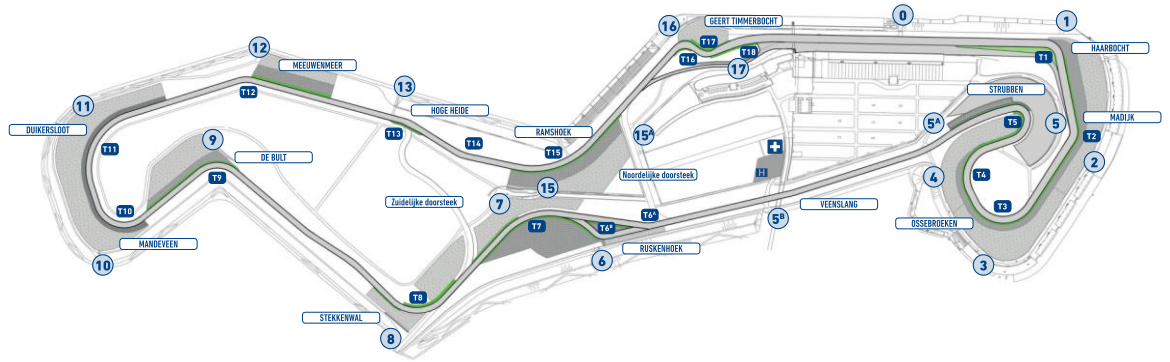 0
1
16
GEERT TIMMERBOCHT
HAARBOCHT
T17
T18
T16
T1
12
MEEUWENMEER
17
STRUBBEN
13
T12
11
HOGE HEIDE
5ᴬ
T5
5
MADIJK
DUIKERSLOOT
9
T13
RAMSHOEK
15ᴬ
T2
T11
T14
T15
DE BULT
2
T9
Noordelijke doorsteek
H
4
T4
15
Zuidelijke doorsteek
7
VEENSLANG
T3
T10
T6ᴬ
5ᴮ
OSSEBROEKEN
T7
T6ᴮ
MANDEVEEN
RUSKENHOEK
10
6
3
T8
STEKKENWAL
8